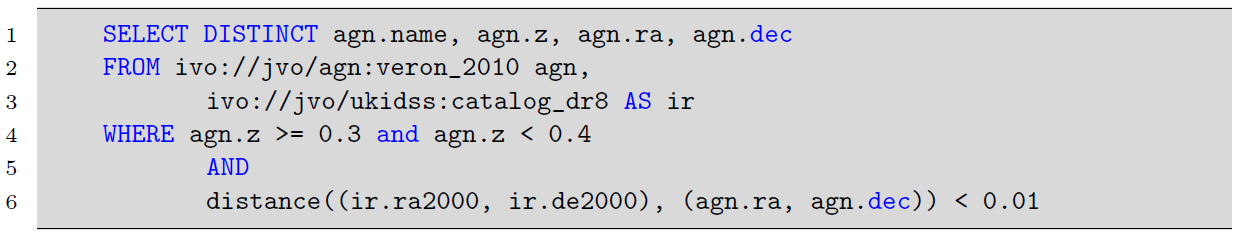 1 SELECT DISTINCT agn.name, agn.z, agn.ra, agn.dec
2 FROM ivo://jvo/agn:veron_2010 agn,
3 ivo://jvo/ukidss:catalog_dr8 AS ir
4 WHERE agn.z >= 0.3 and agn.z < 0.4
5 AND
6 distance((ir.ra2000, ir.de2000), (agn.ra, agn.dec)) < 0.01